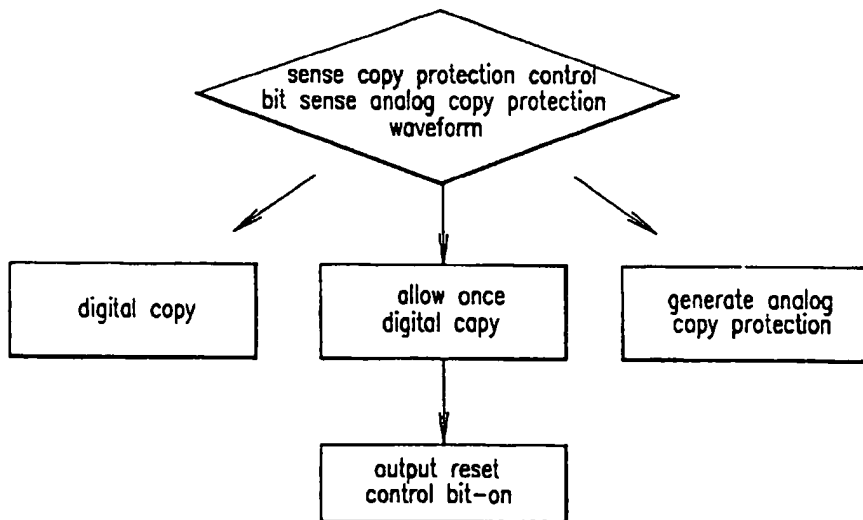 sense copy protection control
bit sense analog copy protection
waveform
digital copy
allow once
digital capy
generate analog
copy protection
output reset
control bit-on